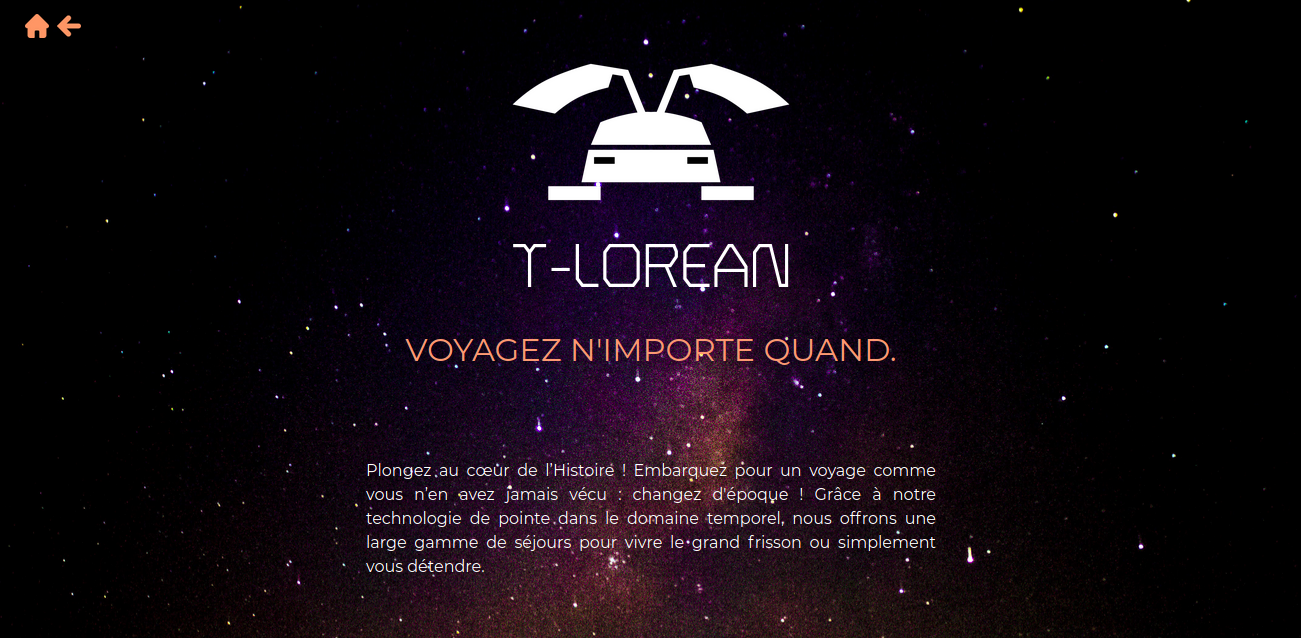 T-LOREAN
VOYAGEZ N'IMPORTE QUAND.
Plongez au cœur de l'Histoire ! Embarquez pour un voyage comme
vous n'en avez jamais vécu : changez d'époque ! Grâce à notre
technologie de pointe dans le domaine temporel, nous offrons une
large gamme de séjours pour vivre le grand frisson ou simplement
vous détendre.